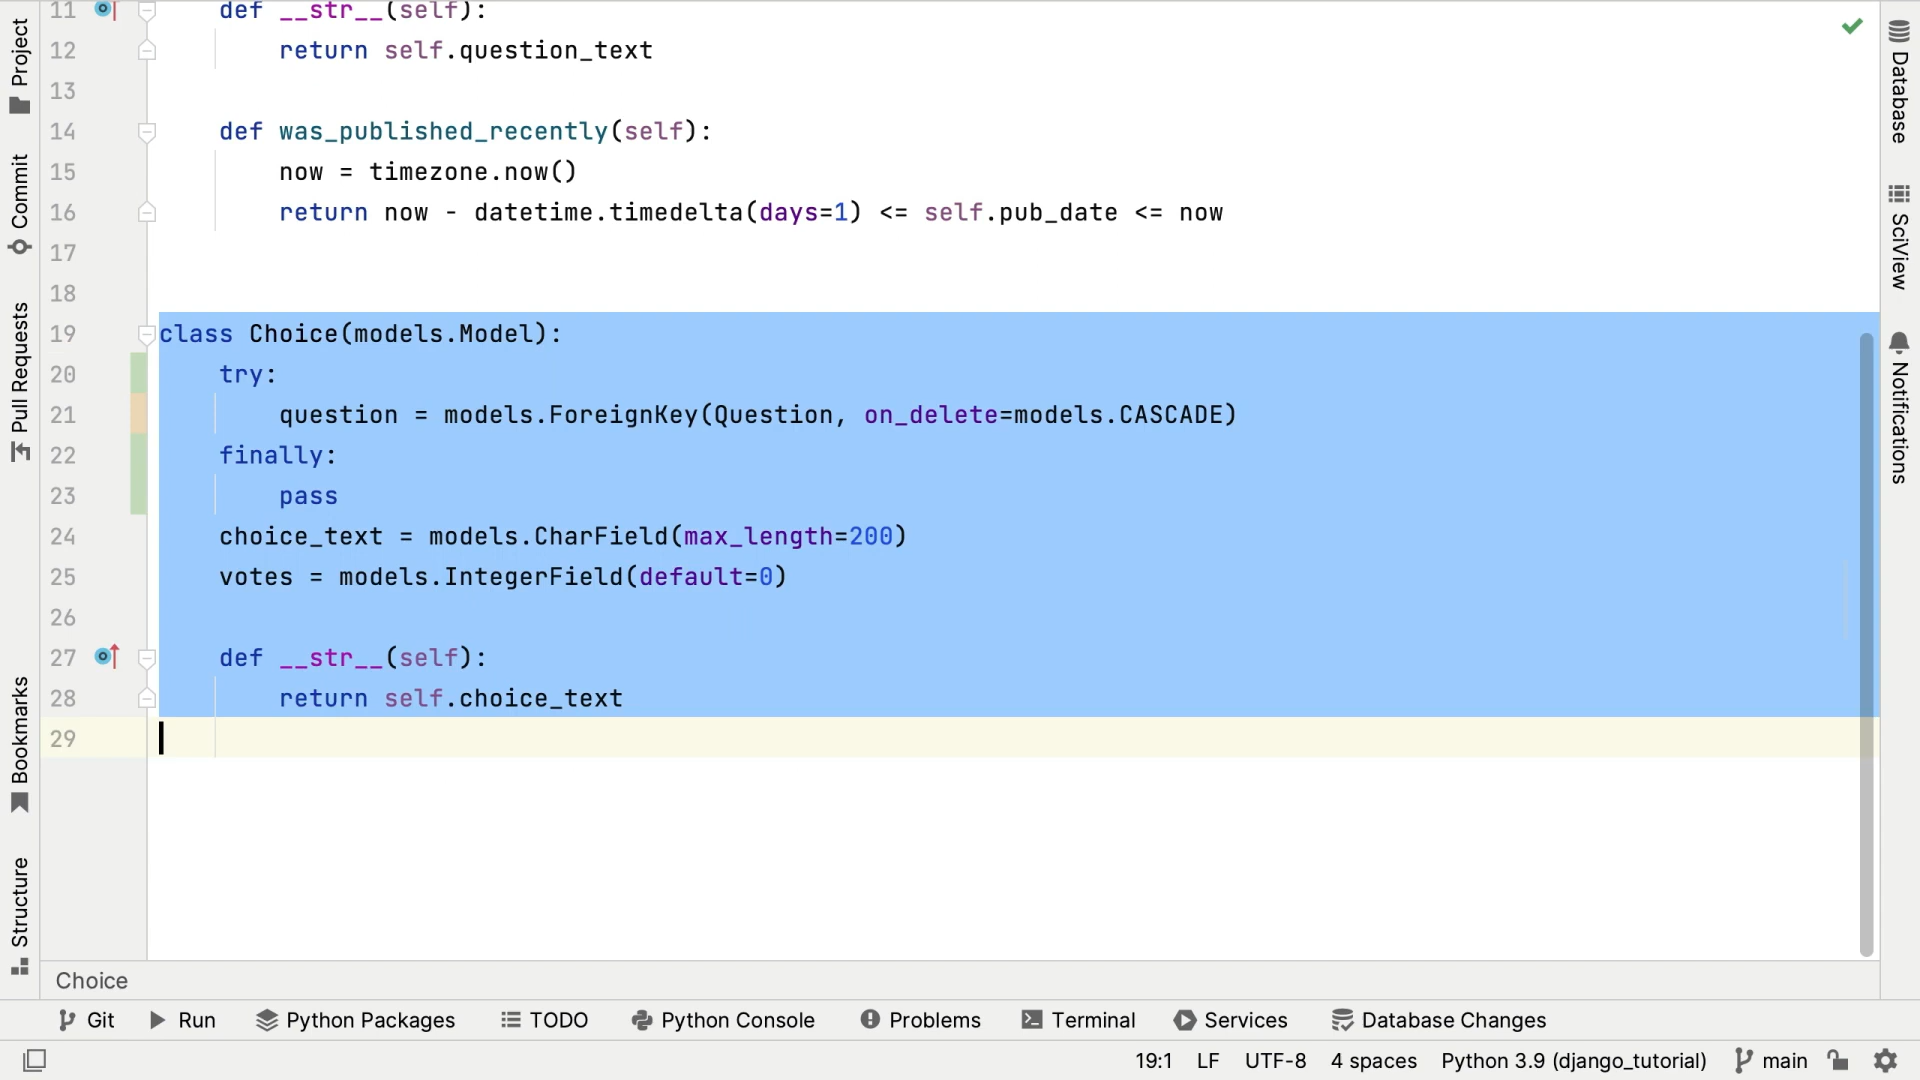 11 def __str__(self):
12 return self.question_text
13
14 def was_published_recently(self):
15 now = timezone.now()
16 return now - datetime.timedelta(days=1) <= self.pub_date <= now
17
18
19 class Choice(models.Model):
20 try:
21 question = models.ForeignKey(Question, on_delete=models.CASCADE)
22 finally:
23 pass
24 choice_text = models.CharField(max_length=200)
25 votes = models.IntegerField(default=0)
26
27 def __str__(self):
28 return self.choice_text
29
Project
Commit
Pull Requests
Bookmarks
Structure
Database
SciView
Notifications
Choice
Git Run Python Packages TODO Python Console Problems Terminal Services Database Changes
19:1 LF UTF-8 4 spaces Python 3.9 (django_tutorial) main